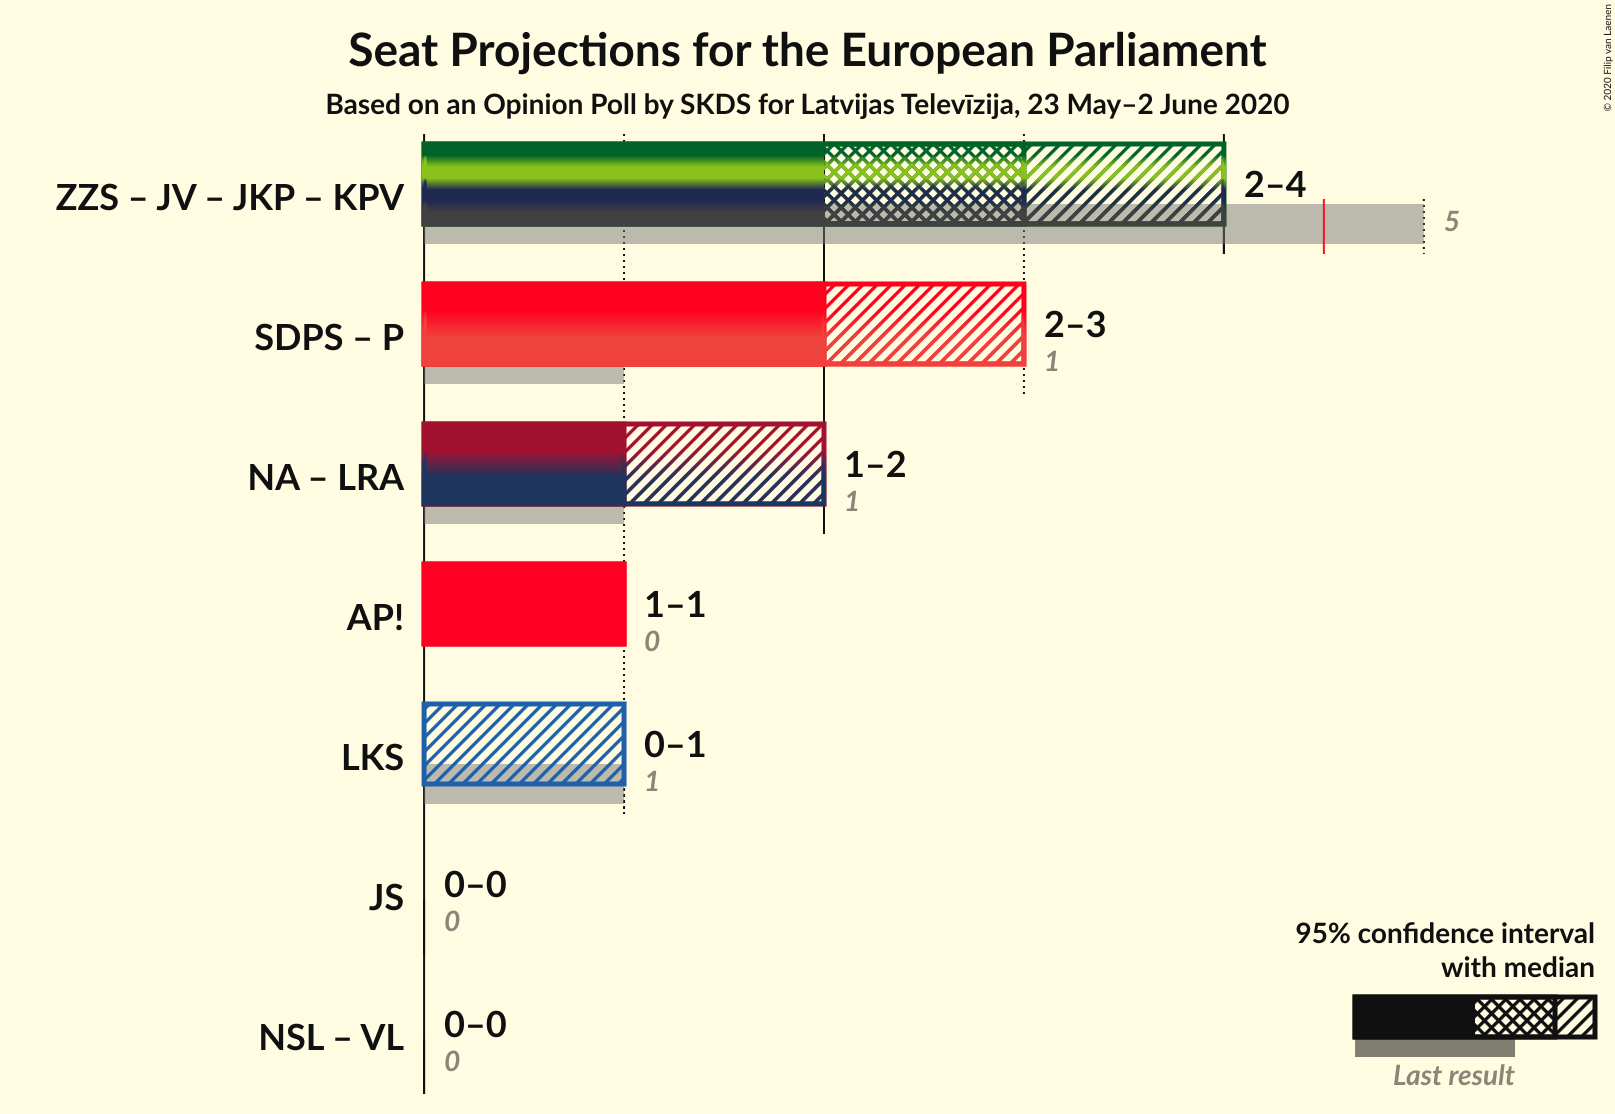 Seat Projections for the European Parliament
Based on an Opinion Poll by SKDS for Latvijas Televīzija, 23 May–2 June 2020
© 2020 Filip van Laenen
ZZS – JV – JKP – KPV
2–4
5
SDPS – P
2–3
1
NA – LRA
1–2
1
AP!
1–1
0
LKS
0–1
1
JS
0–0
0
NSL – VL
0–0
0
95% confidence interval
with median
Last result